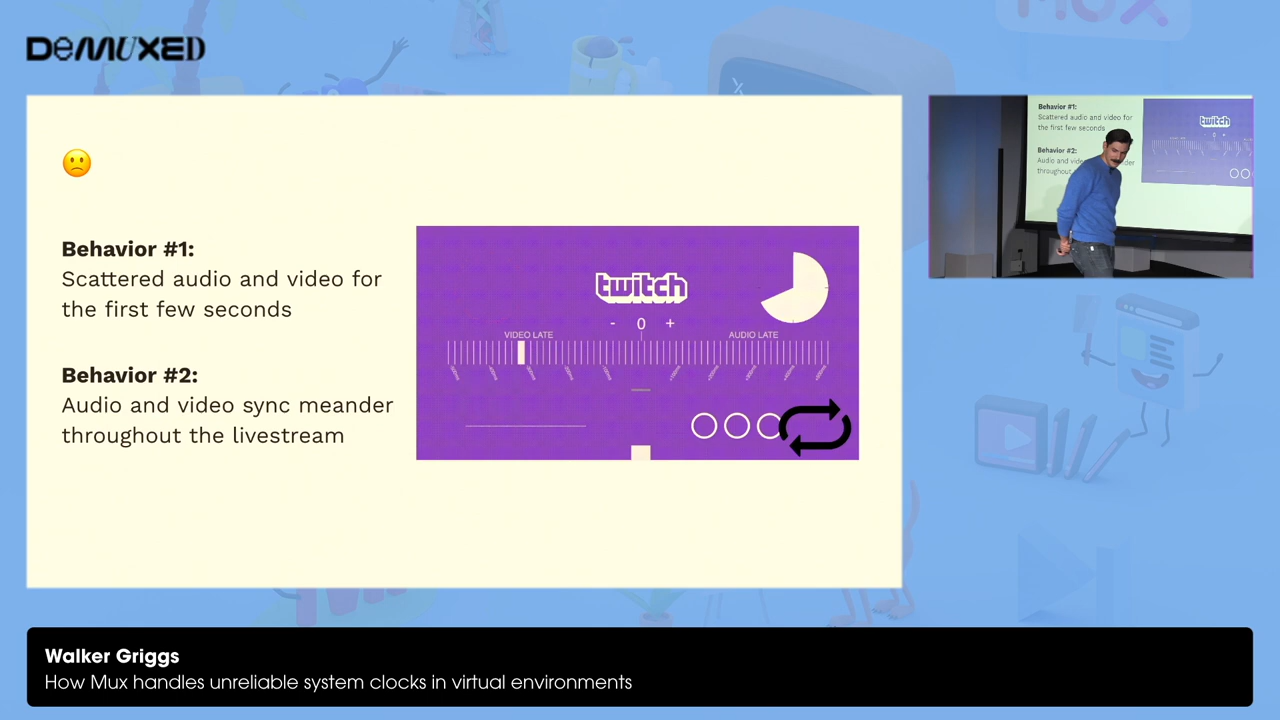 DEMUXED
MUX
Behavior #1:
Scattered audio and video for
the first few seconds
Behavior #2:
Audio and video sync meander
throughout the livestream
twitch
- 0 +
VIDEO LATE
AUDIO LATE
Behavior #1:
Scattered audio and video for
the first few seconds
Behavior #2:
twitch
Walker Griggs
How Mux handles unreliable system clocks in virtual environments